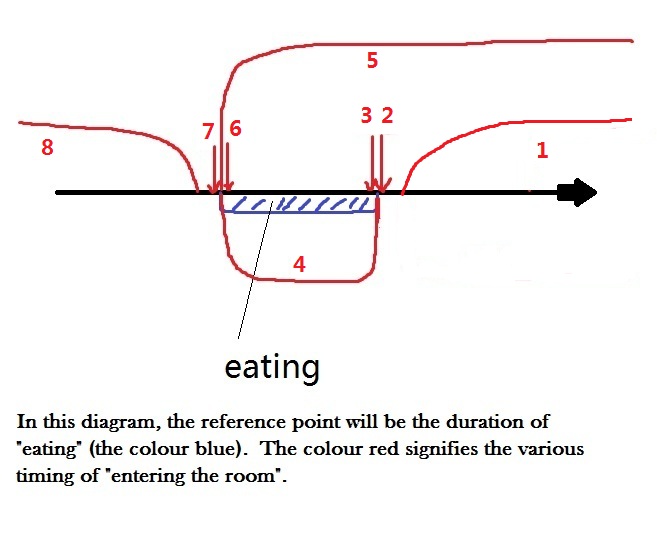 5
3 2
7 6
1
8
4
eating
In this diagram, the reference point will be the duration of
"eating" (the colour blue). The colour red signifies the various
timing of "entering the room".